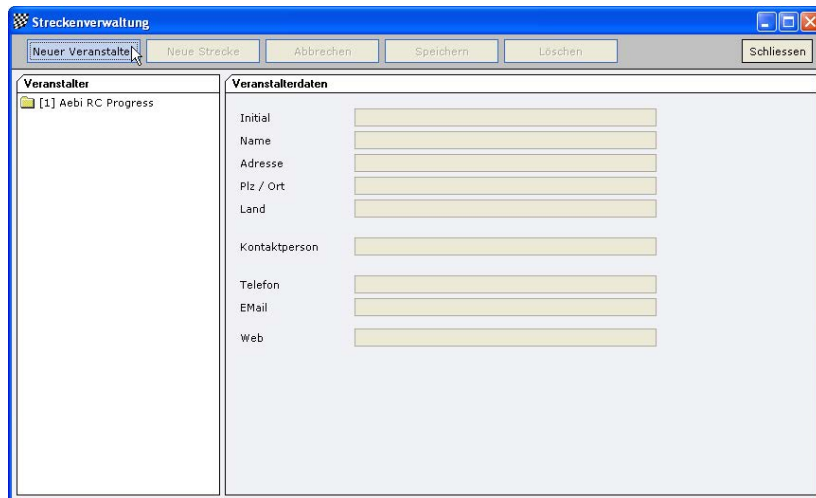 Streckenverwaltung
Neuer Veranstalter Neue Strecke Abbrechen Speichern Löschen Schliessen
Veranstalter
[1] Aebi RC Progress
Veranstalterdaten
Initial
Name
Adresse
Plz / Ort
Land
Kontaktperson
Telefon
EMail
Web